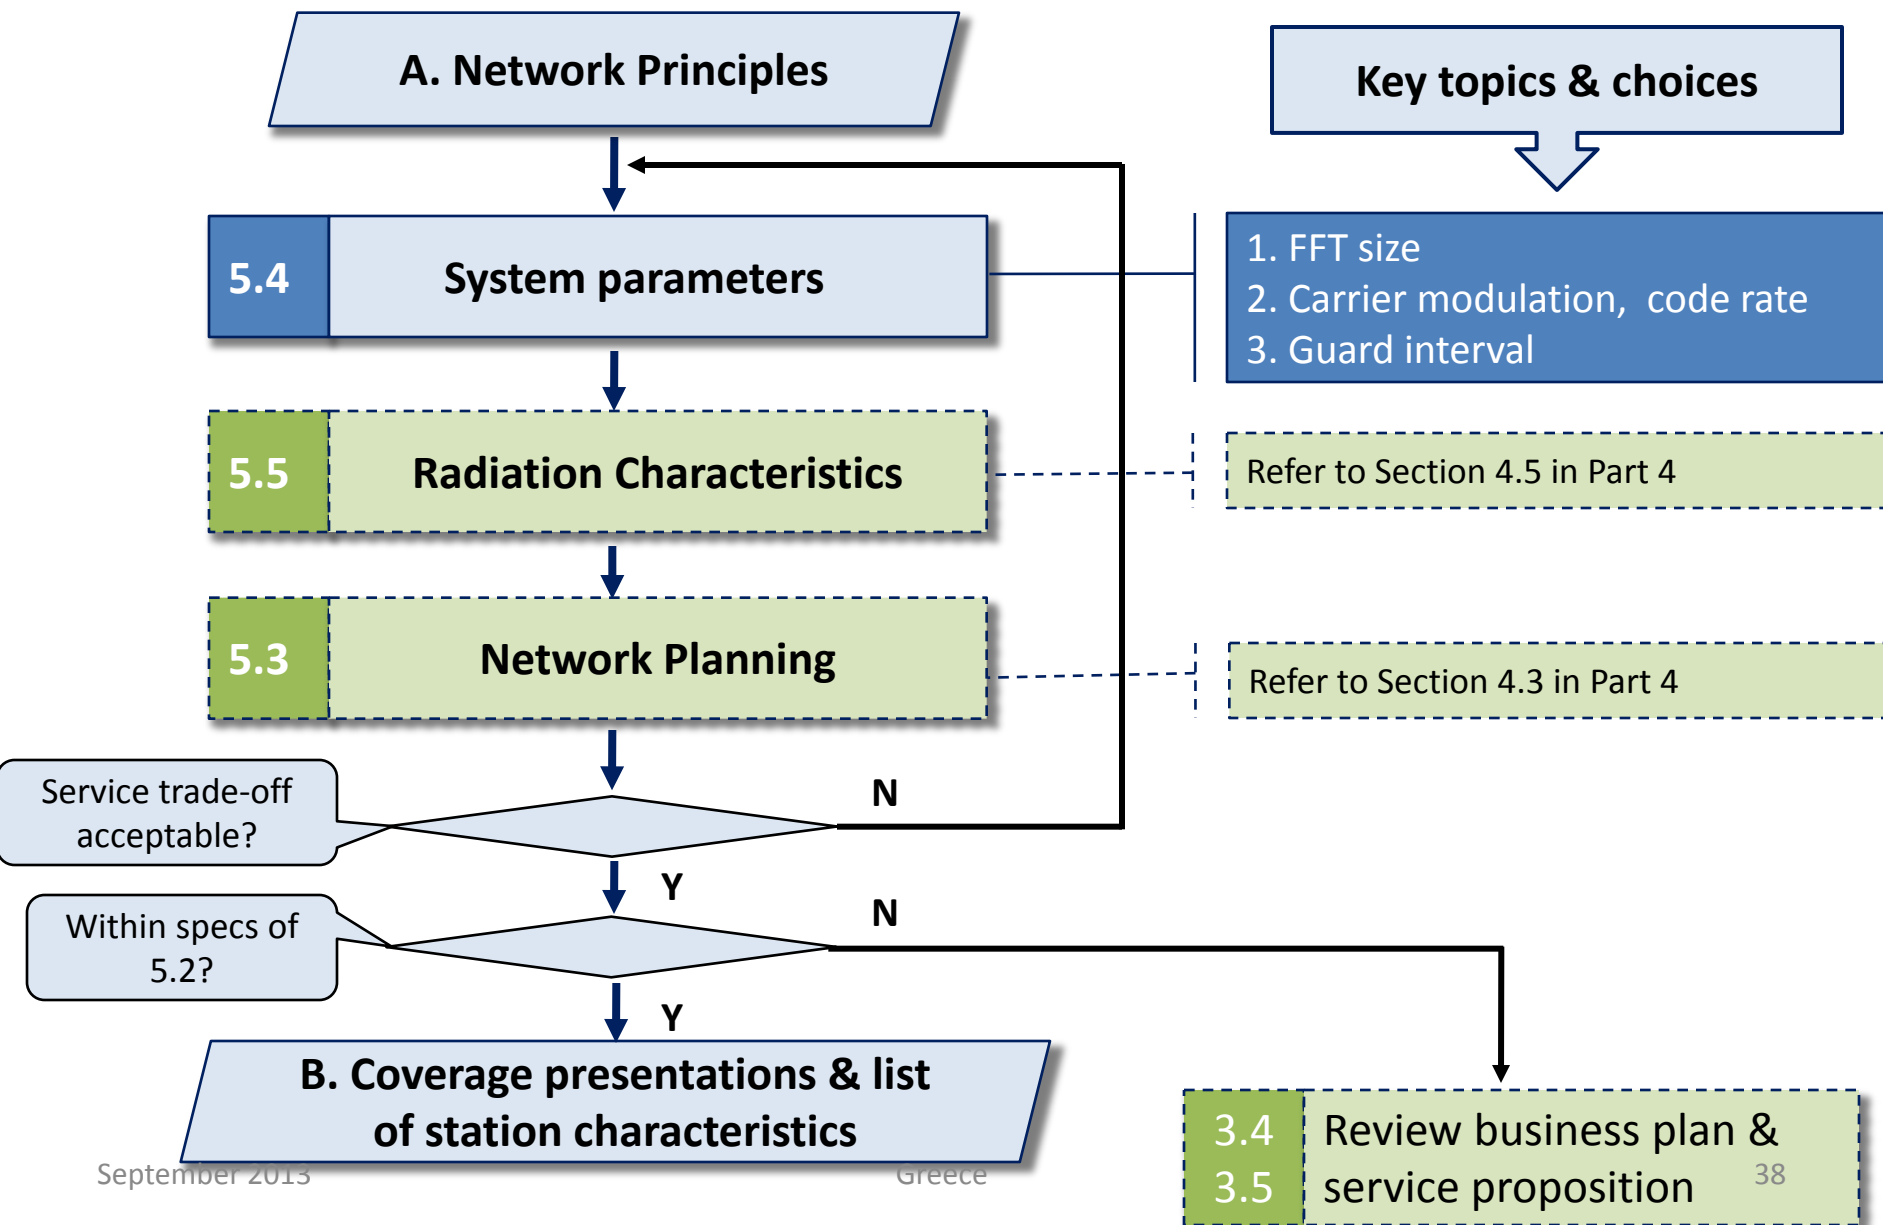 A. Network Principles
Key topics & choices
5.4
System parameters
1. FFT size
2. Carrier modulation, code rate
3. Guard interval
5.5
Radiation Characteristics
Refer to Section 4.5 in Part 4
5.3
Network Planning
Refer to Section 4.3 in Part 4
Service trade-off
acceptable?
N
Y
Within specs of
5.2?
N
Y
B. Coverage presentations & list
of station characteristics
3.4
3.5
Review business plan &
service proposition
September 2013
Greece
38